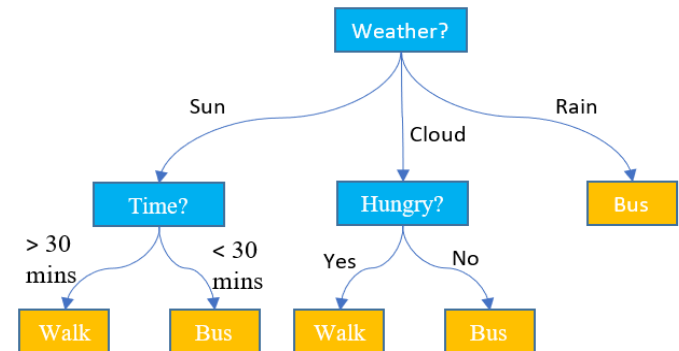 Weather?
Sun
Cloud
Rain
Time?
Hungry?
Bus
> 30
mins
< 30
mins
Yes
No
Walk
Bus
Walk
Bus